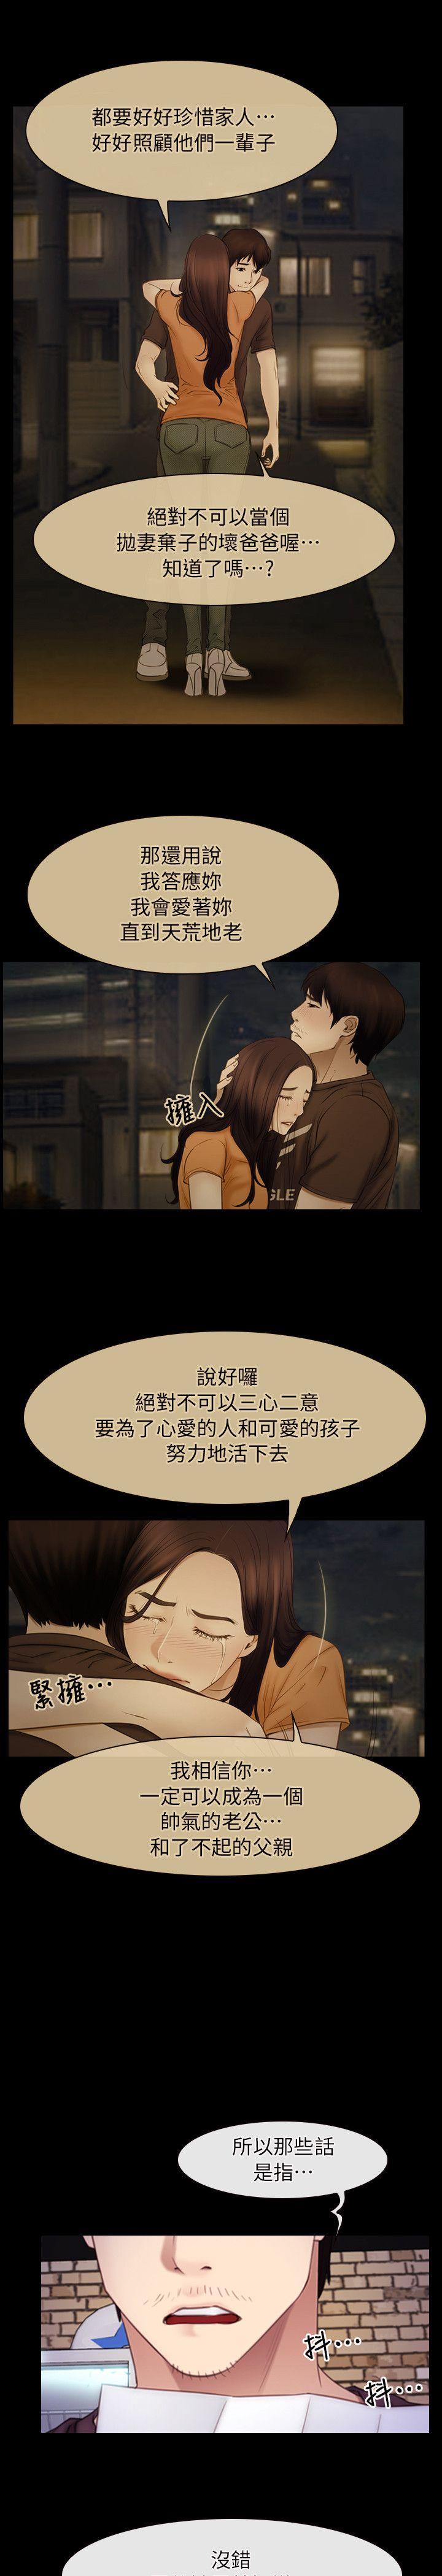 都要好好珍惜家人…
好好照顧他們一輩子
絕對不可以當個
拋妻棄子的壞爸爸喔…
知道了嗎…?
那還用說
我答應妳
我會愛著妳
直到天荒地老
擁入
GLE
說好囉
絕對不可以三心二意
要為了心愛的人和可愛的孩子
努力地活下去
緊擁…
我相信你…
一定可以成為一個
帥氣的老公…
和了不起的父親
所以那些話
是指…
抖…
抖…
沒錯